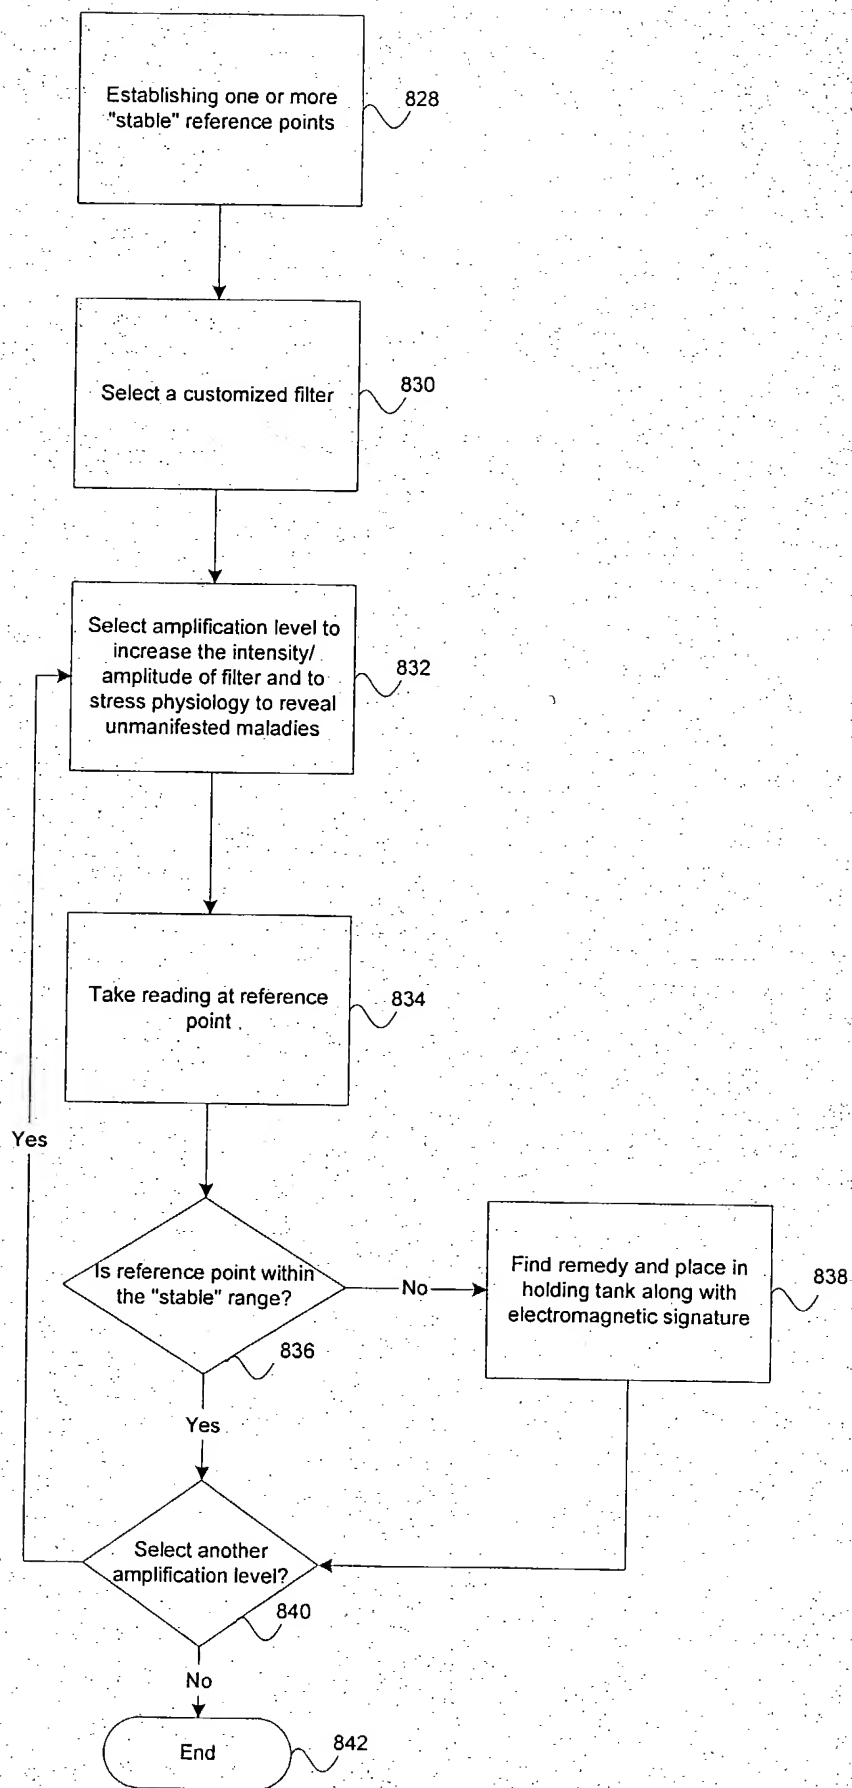 Establishing one or more
"stable" reference points
828
Select a customized filter
830
Select amplification level to
increase the intensity/
amplitude of filter and to
stress physiology to reveal
unmanifested maladies
832
Take reading at reference
point
834
Yes
Is reference point within
the "stable" range?
836
No
Find remedy and place in
holding tank along with
electromagnetic signature
838
Yes
Select another
amplification level?
840
No
End
842